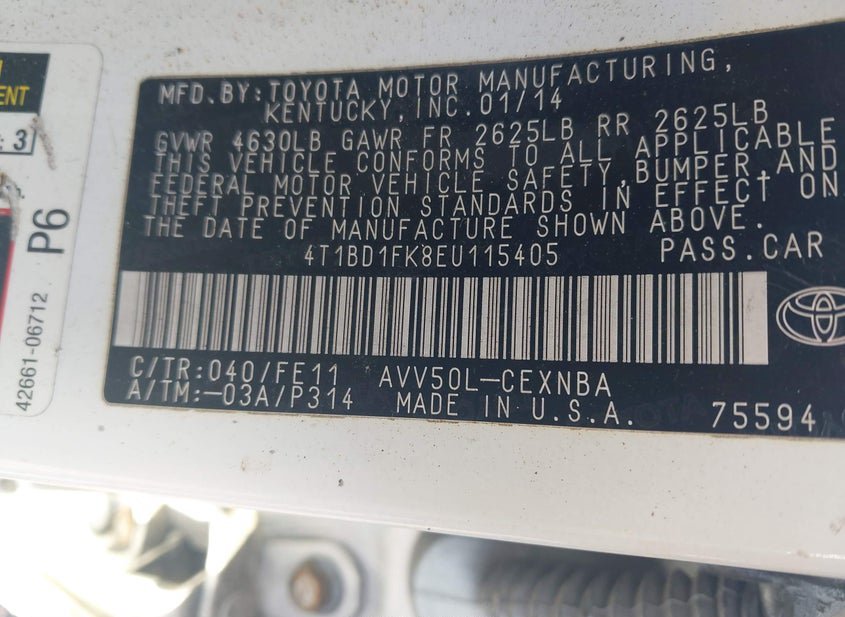 MFD.BY:TOYOTA MOTOR MANUFACTURING,
KENTUCKY,INC.01/14
GVWR 4630LB GAWR FR 2625LB RR 2625LB
THIS VEHICLE CONFORMS TO ALL APPLICABLE
FEDERAL MOTOR VEHICLE SAFETY,BUMPER,AND
THEFT PREVENTION STANDARDS IN EFFECT ON
THE DATE OF MANUFACTURE SHOWN ABOVE.
4T1BD1FK8EU115405 PASS.CAR
C/TR:040/FE11 AVV50L-CEXNBA
A/TM:-03A/P314 MADE IN U.S.A. 75594
: 3
P6
42661-06712